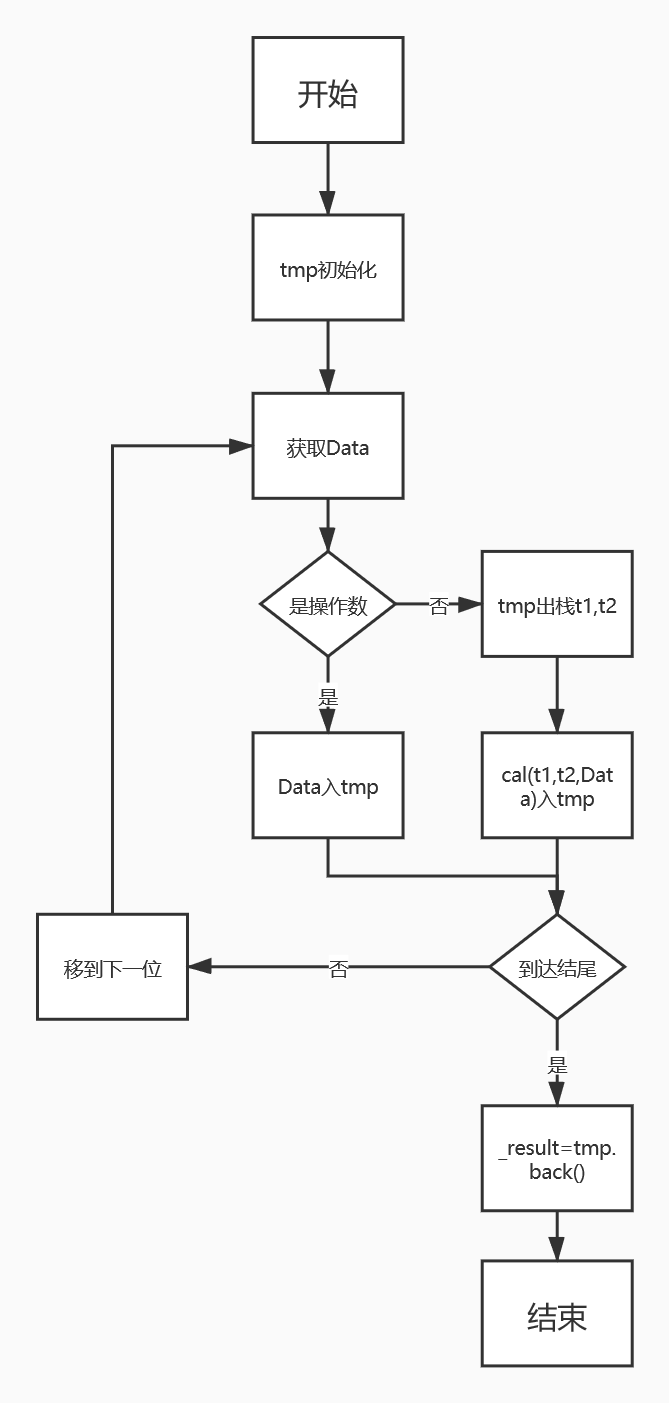 开始
tmp初始化
获取Data
是操作数
否
tmp出栈t1,t2
是
Data入tmp
cal(t1,t2,Dat
a)入tmp
移到下一位
否
到达结尾
是
_result=tmp.
back()
结束